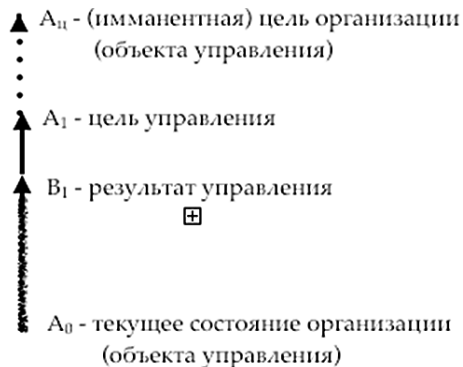 Aц - (имманентная) цель организации
(объекта управления)
A1 - цель управления
B1 - результат управления
A0 - текущее состояние организации
(объекта управления)